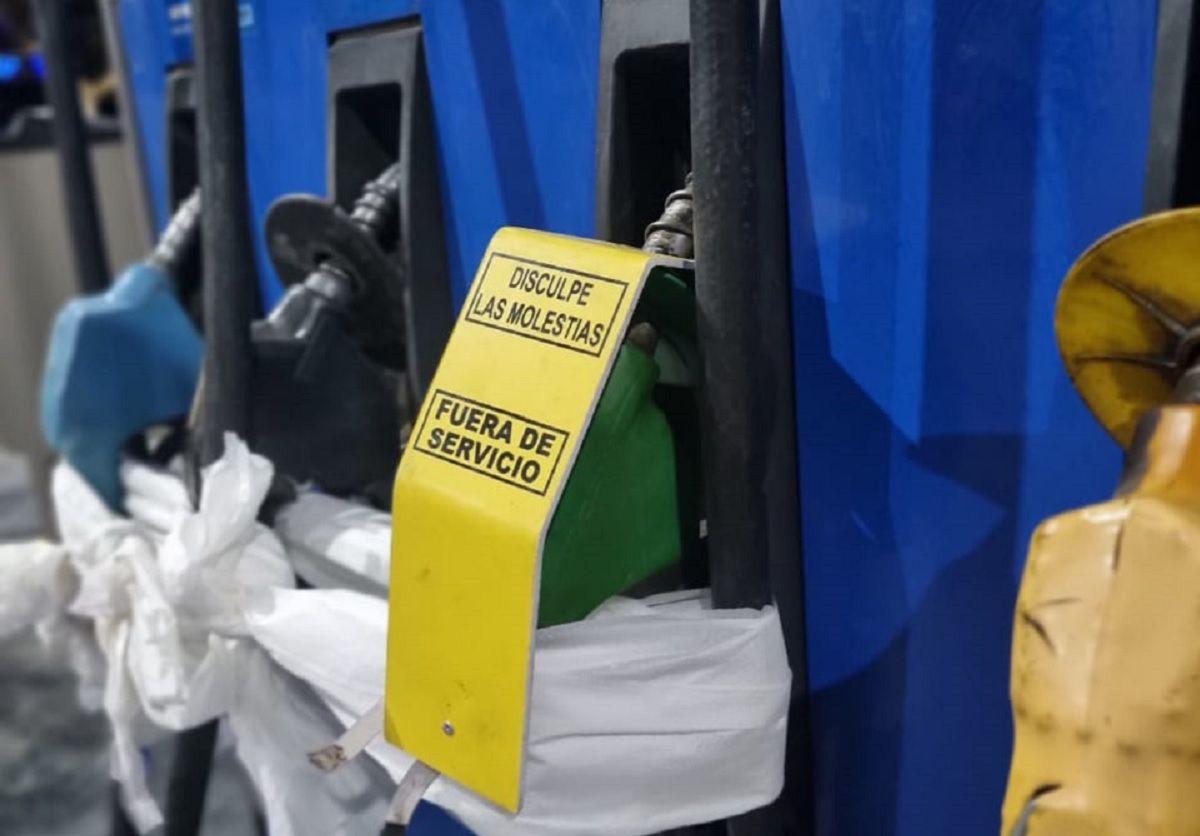 DISCULPE
LAS MOLESTIAS
FUERA DE
SERVICIO